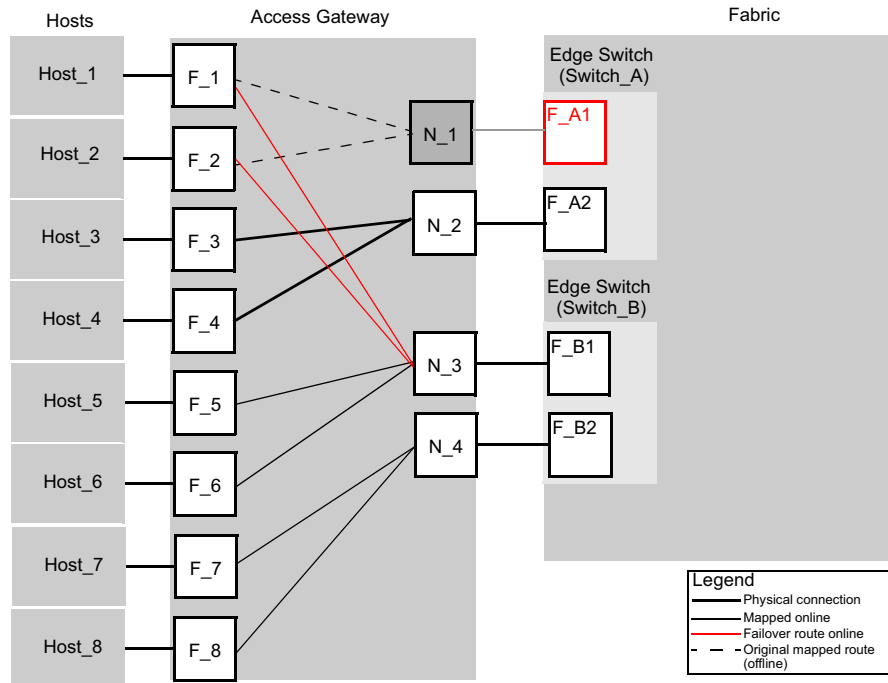 Hosts
Access Gateway
Fabric
Host_1
Host_2
Host_3
Host_4
Host_5
Host_6
Host_7
Host_8
F_1
F_2
F_3
F_4
F_5
F_6
F_7
F_8
N_1
N_2
N_3
N_4
Edge Switch
(Switch_A)
F_A1
F_A2
Edge Switch
(Switch_B)
F_B1
F_B2
Legend
Physical connection
Mapped online
Failover route online
Original mapped route
(offline)